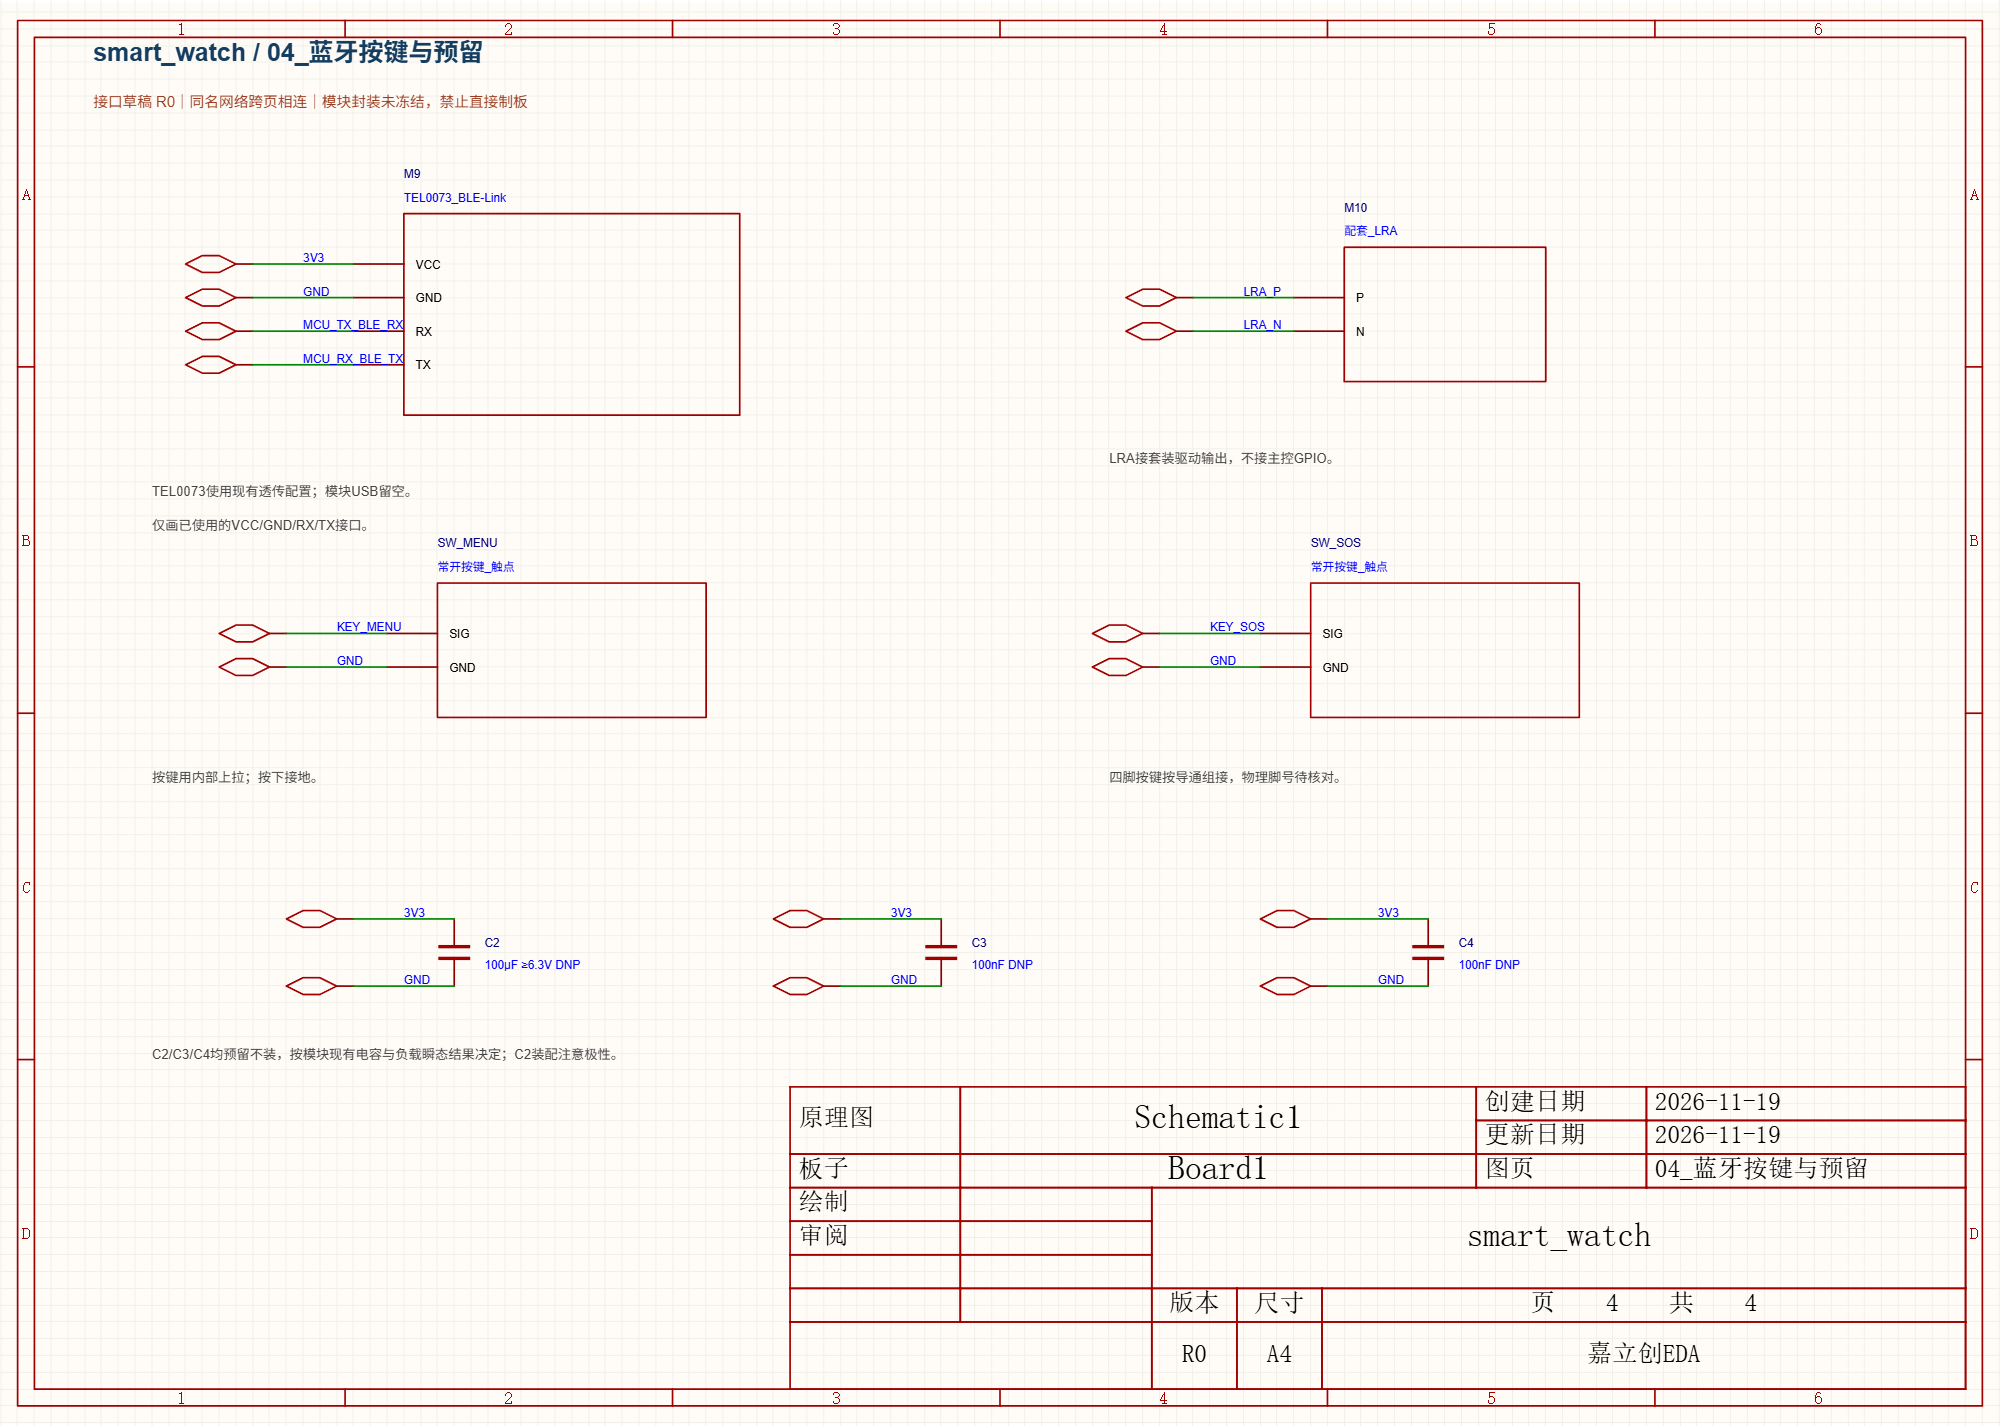 1 2 3 4 5 6
smart_watch / 04_蓝牙按键与预留
接口草稿 R0｜同名网络跨页相连｜模块封装未冻结，禁止直接制板
A A
M9
TEL0073_BLE-Link
3V3 VCC
GND GND
MCU_TX_BLE_RX RX
MCU_RX_BLE_TX TX
M10
配套_LRA
LRA_P P
LRA_N N
LRA接套装驱动输出，不接主控GPIO。
TEL0073使用现有透传配置；模块USB留空。
仅画已使用的VCC/GND/RX/TX接口。
B B
SW_MENU
常开按键_触点
KEY_MENU SIG
GND GND
SW_SOS
常开按键_触点
KEY_SOS SIG
GND GND
按键用内部上拉；按下接地。
四脚按键按导通组接，物理脚号待核对。
C C
3V3
C2
100µF ≥6.3V DNP
GND
3V3
C3
100nF DNP
GND
3V3
C4
100nF DNP
GND
C2/C3/C4均预留不装，按模块现有电容与负载瞬态结果决定；C2装配注意极性。
原理图 Schematic1 创建日期 2026-11-19
更新日期 2026-11-19
板子 Board1 图页 04_蓝牙按键与预留
绘制
审阅
D smart_watch D
版本 尺寸 页 4 共 4
R0 A4 嘉立创EDA
1 2 3 4 5 6